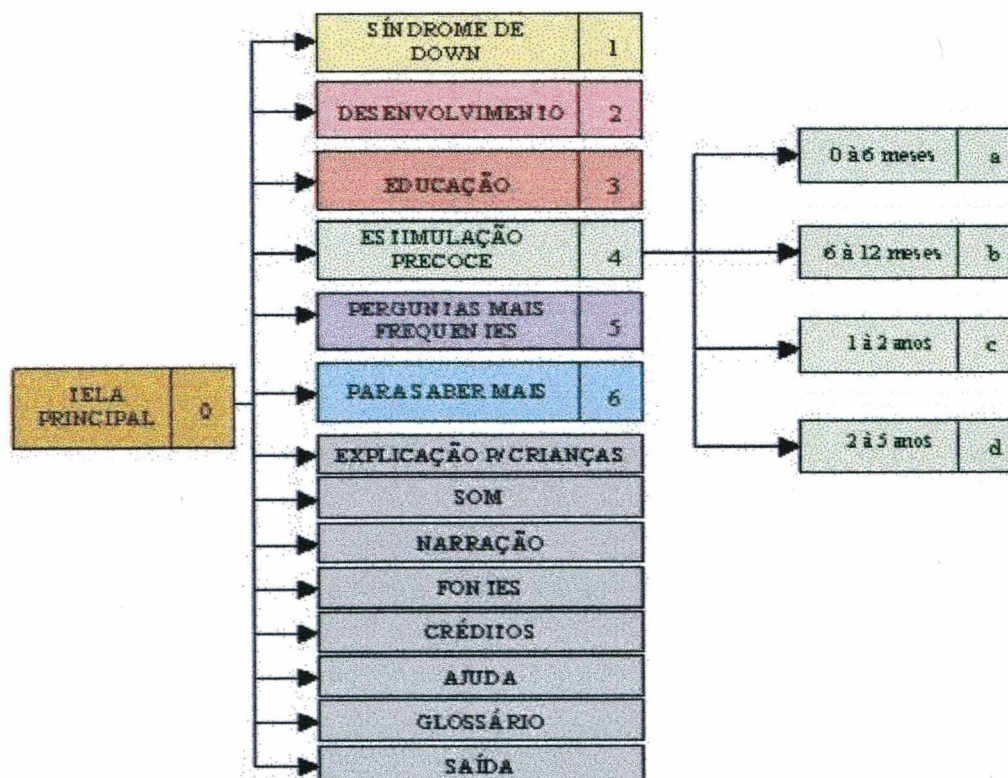 SÍNDROME DE
DOWN
1
DESENVOLVIMENTO
2
EDUCAÇÃO
3
ESTIMULAÇÃO
PRECOCE
4
PERGUNTAS MAIS
FREQUENTES
5
PARA SABER MAIS
6
EXPLICAÇÃO P/ CRIANÇAS
SOM
NARRAÇÃO
FONTES
CRÉDITOS
AJUDA
GLOSSÁRIO
SAÍDA
TELA
PRINCIPAL
0
0 à 6 meses
a
6 à 12 meses
b
1 à 2 anos
c
2 à 5 anos
d